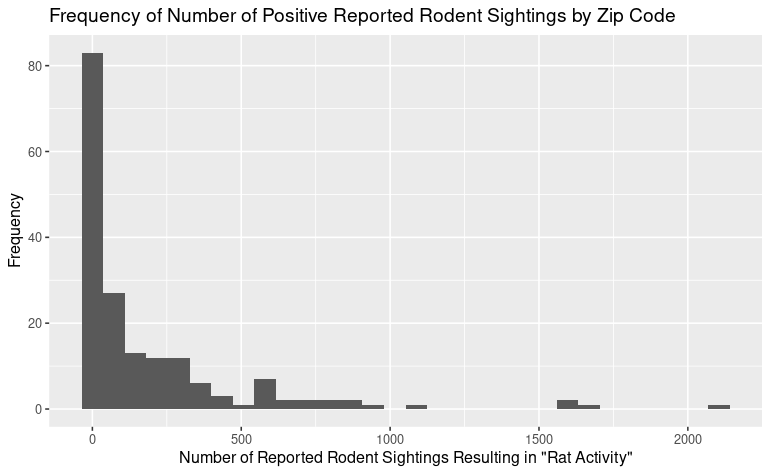 Frequency of Number of Positive Reported Rodent Sightings by Zip Code
Frequency
80
60
40
20
0
0 500 1000 1500 2000
Number of Reported Rodent Sightings Resulting in "Rat Activity"